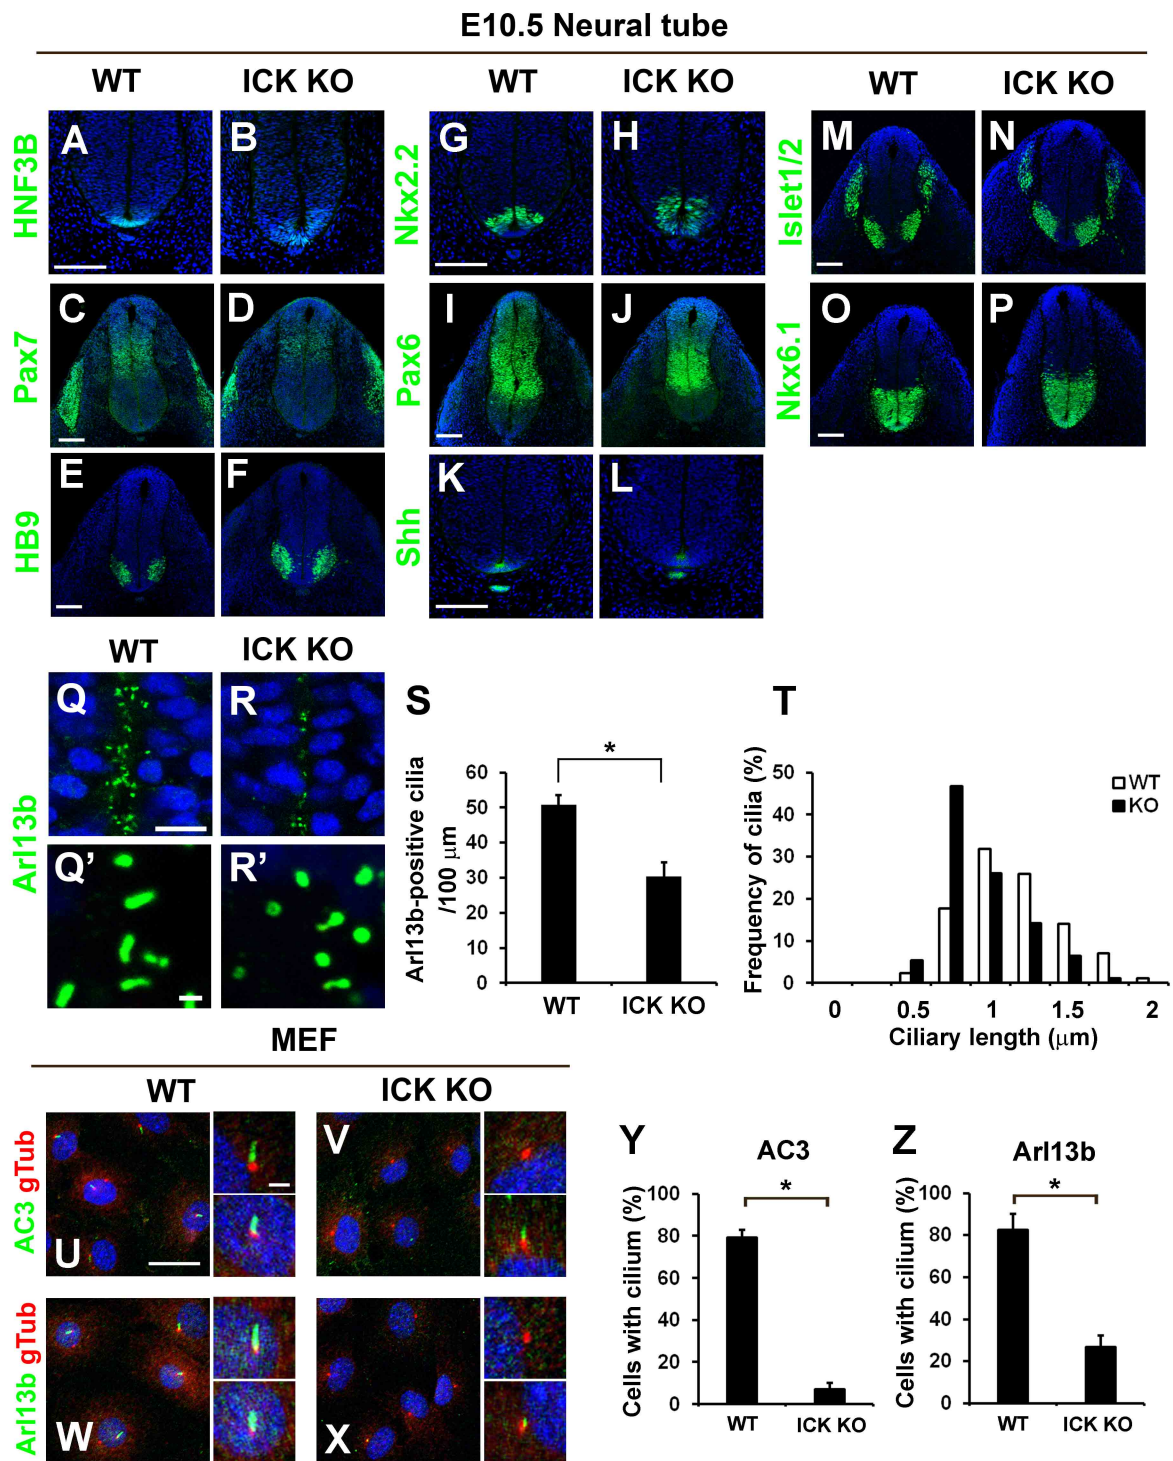 E10.5 Neural tube
WT ICK KO WT ICK KO WT ICK KO
HNF3B A B Nkx2.2 G H Islet1/2 M N
Pax7 C D Pax6 I J Nkx6.1 O P
HB9 E F Shh K L
WT ICK KO
Arl13b Q R
Q’ R’
S
Arl13b-positive cilia
/100 μm
60
50
40
30
20
10
0
*
WT ICK KO
T
Frequency of cilia (%)
50
40
30
20
10
0
WT
KO
0 0.5 1 1.5 2
Ciliary length (μm)
MEF
WT ICK KO
AC3 gTub U V
Arl13b gTub W X
Y
AC3
Cells with cilium (%)
100
80
60
40
20
0
*
WT ICK KO
Z
Arl13b
Cells with cilium (%)
100
80
60
40
20
0
*
WT ICK KO